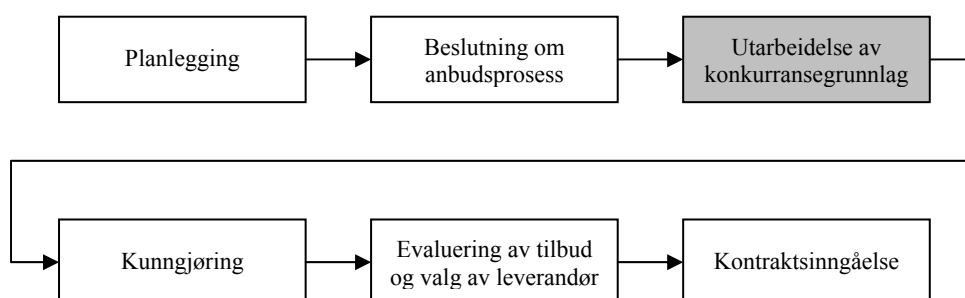 Planlegging
Beslutning om
anbudsprosess
Utarbeidelse av
konkurransegrunnlag
Kunngjøring
Evaluering av tilbud
og valg av leverandør
Kontraktsinngåelse